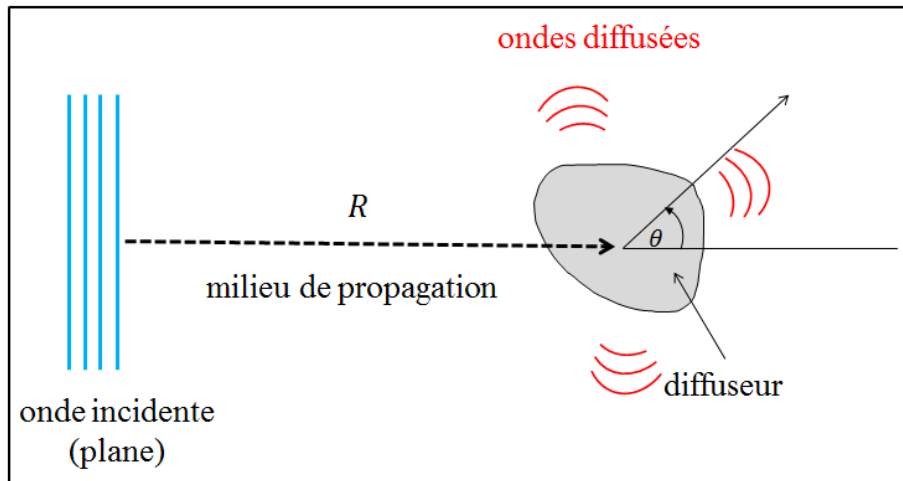 ondes diffusées
R
θ
milieu de propagation
diffuseur
onde incidente
(plane)